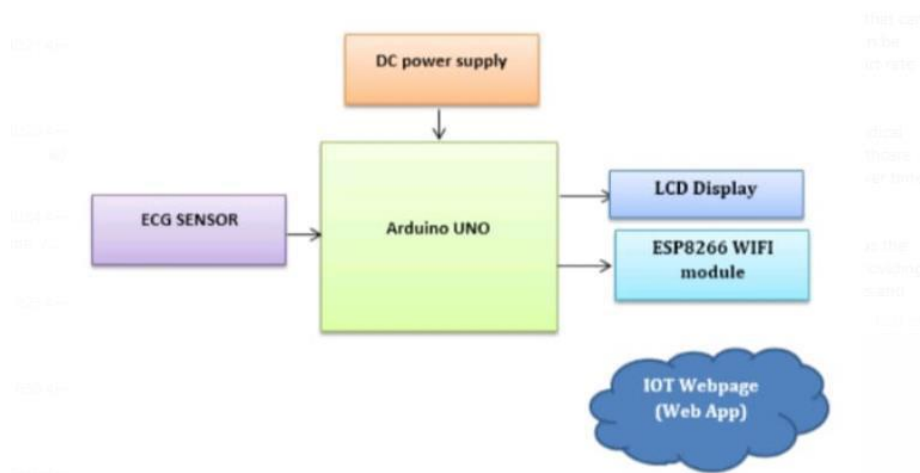 DC power supply
ECG SENSOR
Arduino UNO
LCD Display
ESP8266 WIFI
module
IOT Webpage
(Web App)